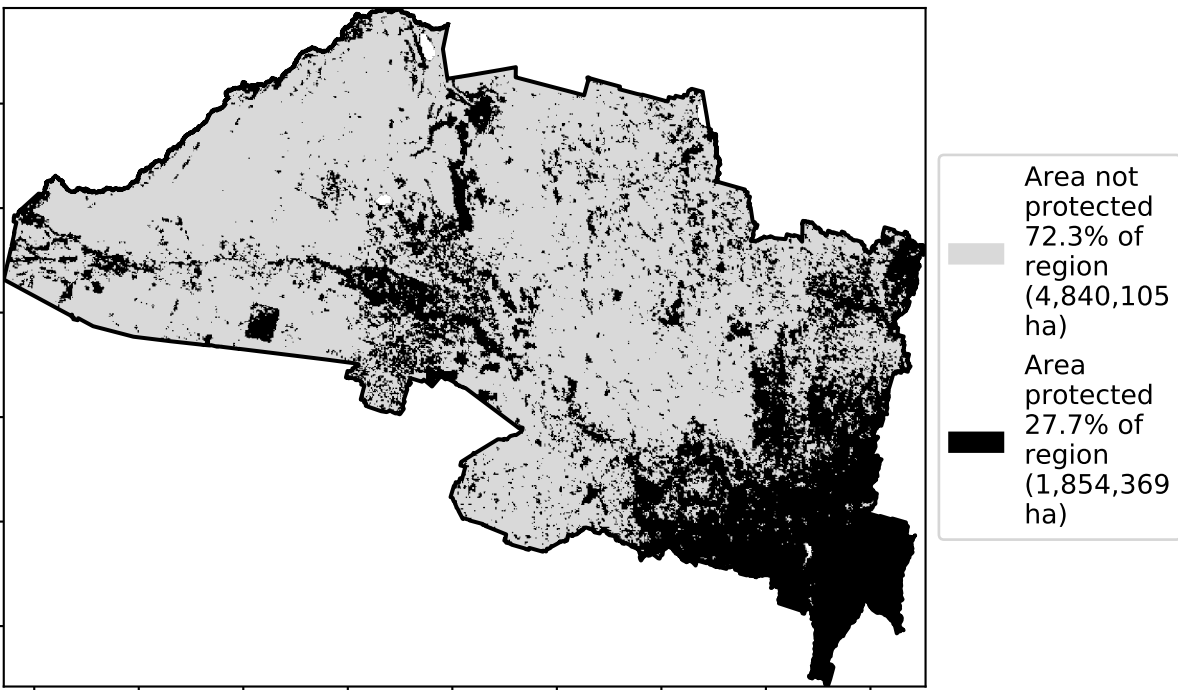 Area not
protected
72.3% of
region
(4,840,105
ha)
Area
protected
27.7% of
region
(1,854,369
ha)